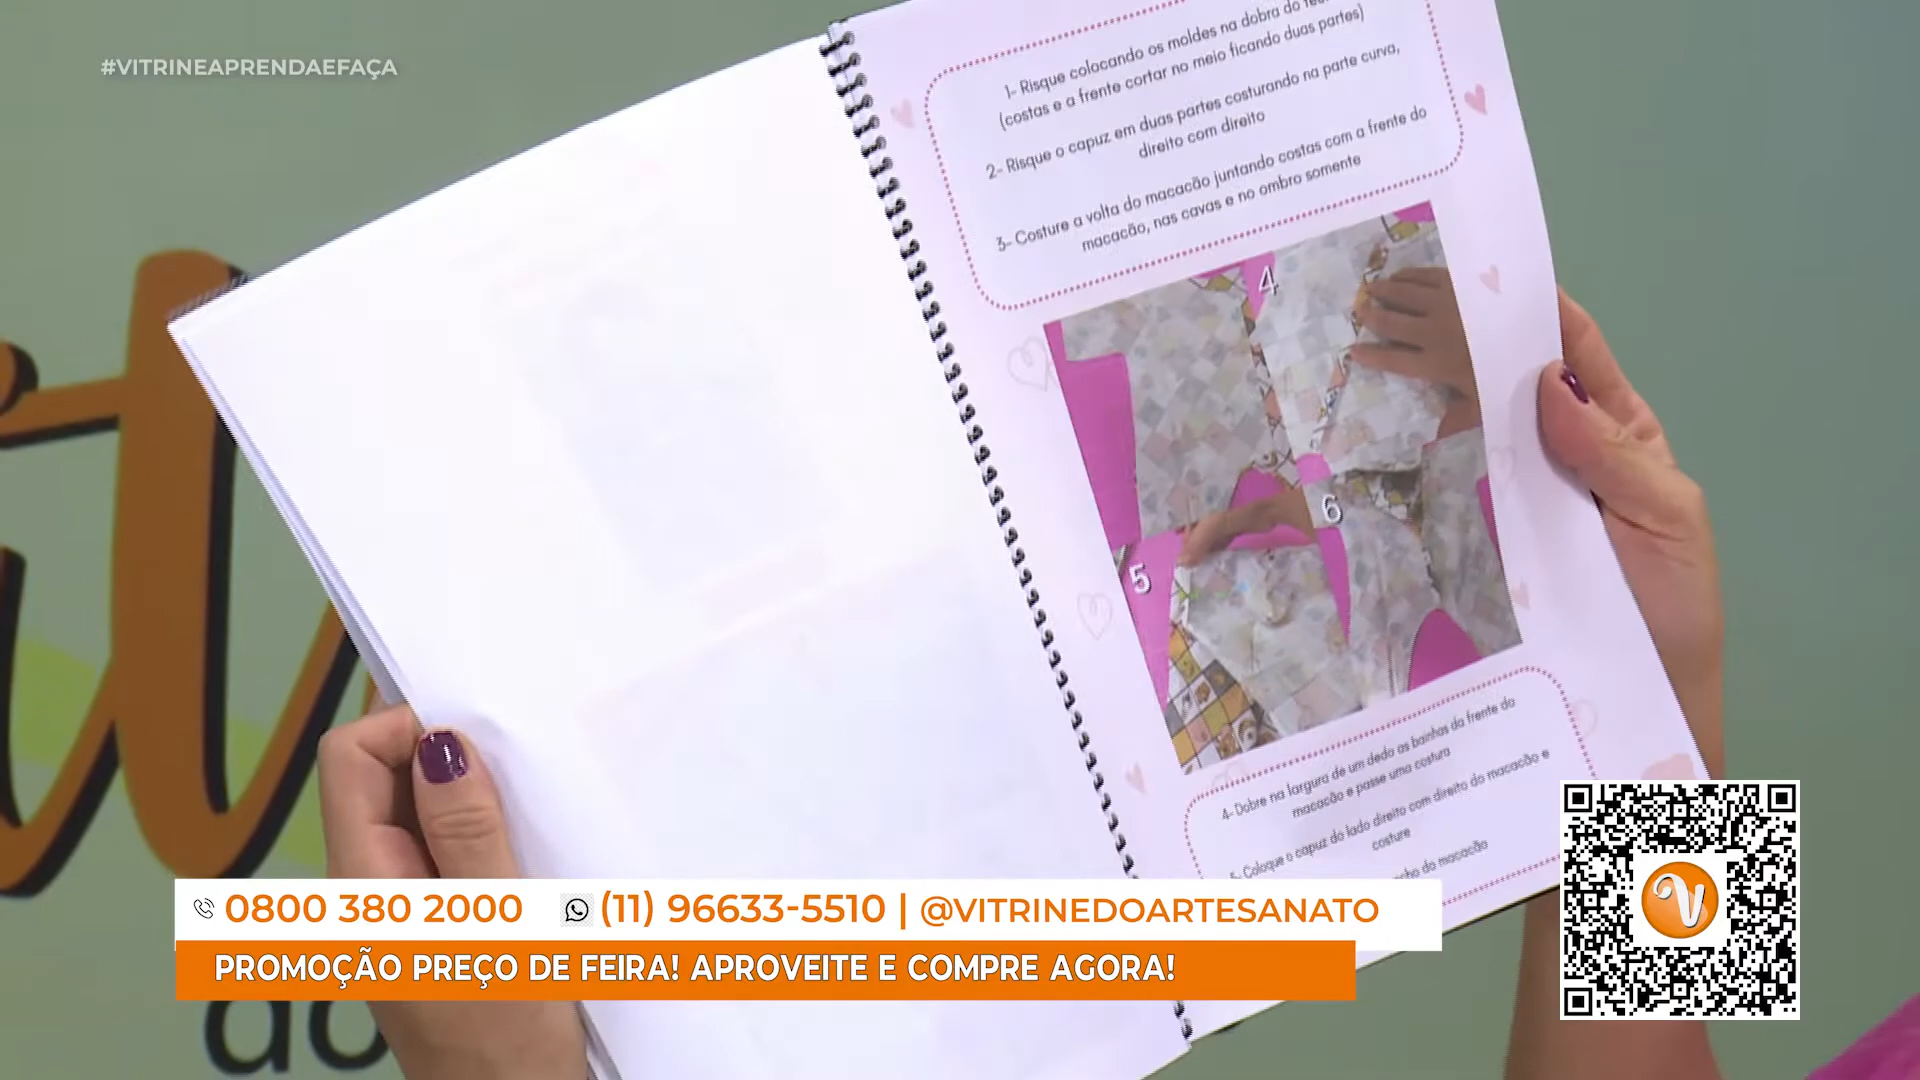 #VITRINEAPRENDAEFAÇA
1- Risque colocando os moldes na dobra do
(costas e a frente cortar no meio ficando duas partes)
2- Risque o capuz em duas partes costurando na parte curva,
direito com direito
3- Costure a volta do macacão juntando costas com a frente do
macacão, nas cavas e no ombro somente
4
6
5
4- Dobre na largura de um dedo as bainhas da frente do
macacão e passe uma costura
5- Coloque o capuz do lado direito com direito do macacão e
costure
do macacão
0800 380 2000 (11) 96633-5510 | @VITRINEDOARTESANATO
PROMOÇÃO PREÇO DE FEIRA! APROVEITE E COMPRE AGORA!
V
it
do